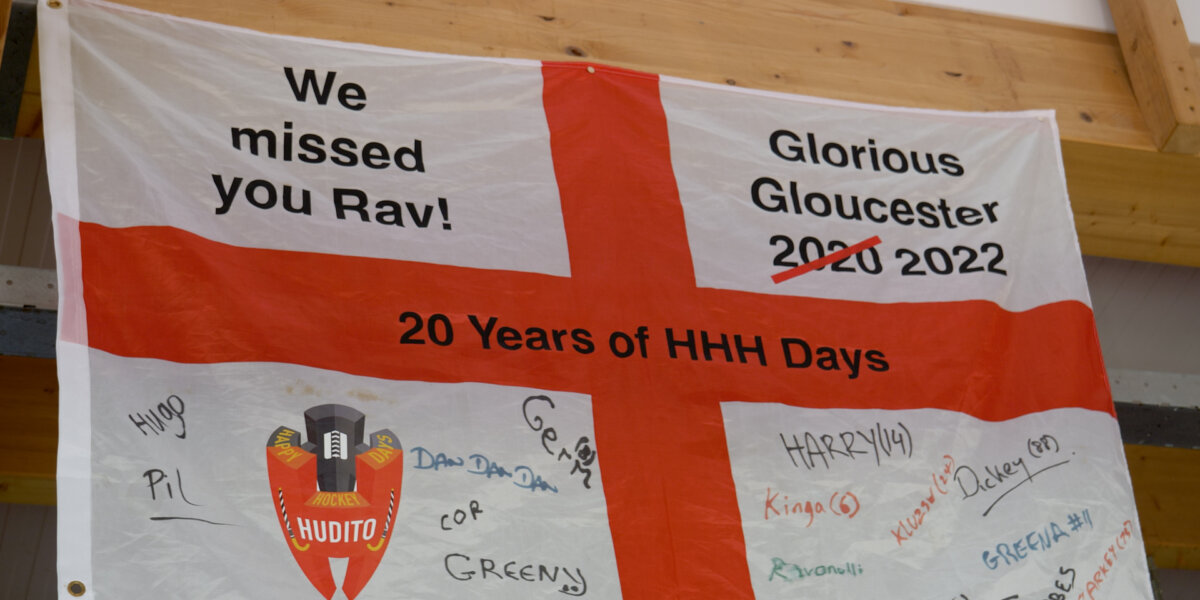 We
missed
you Rav!
Glorious
Gloucester
2020 2022
20 Years of HHH Days
Hugo
Pil
HAPPY
DAYS
HOCKEY
HUDITO
DAN DAN DAN
COR
GREENY
HARRY(14)
Kinga(6)
Dickey(88)
Ravanelli
GREENA #11